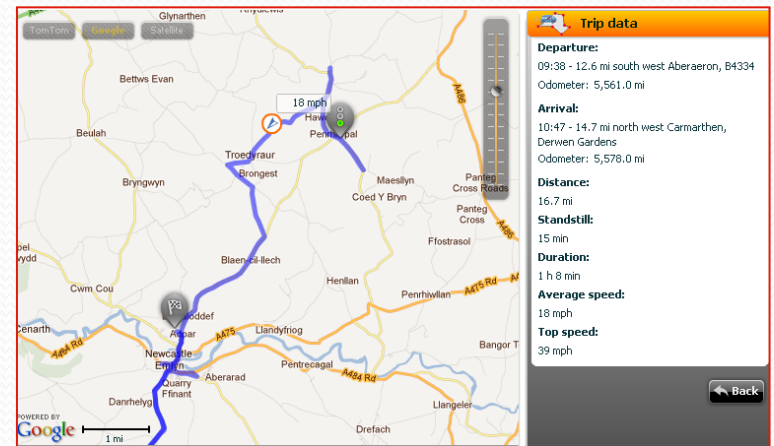 Glynarthen
Rhydlewis
TomTom Google Satellite
A486
Bettws Evan
18 mph
Beulah
Troedyraur
Bryngwyn
Brongest
Maesllyn
Panteg
Cross Roads
Coed Y Bryn
Panteg
Cross
A486
Ffostrasol
Blaen-cil-llech
Cwm Cou
Henllan
Penrhiwllan
A475 Rd
Cenarth
Adpar
A475
Llandyfriog
A484 Rd
Newcastle
Emlyn
Bangor T
Pentrecagal
Aberarad
A484 Rd
Quarry
Ffinant
Danrhelyg
Llangeler
POWERED BY
Google
1 mi
Drefach
Trip data
Departure:
09:38 - 12.6 mi south west Aberaeron, B4334
Odometer: 5,561.0 mi
Arrival:
10:47 - 14.7 mi north west Carmarthen,
Derwen Gardens
Odometer: 5,578.0 mi
Distance:
16.7 mi
Standstill:
15 min
Duration:
1 h 8 min
Average speed:
18 mph
Top speed:
39 mph
Back